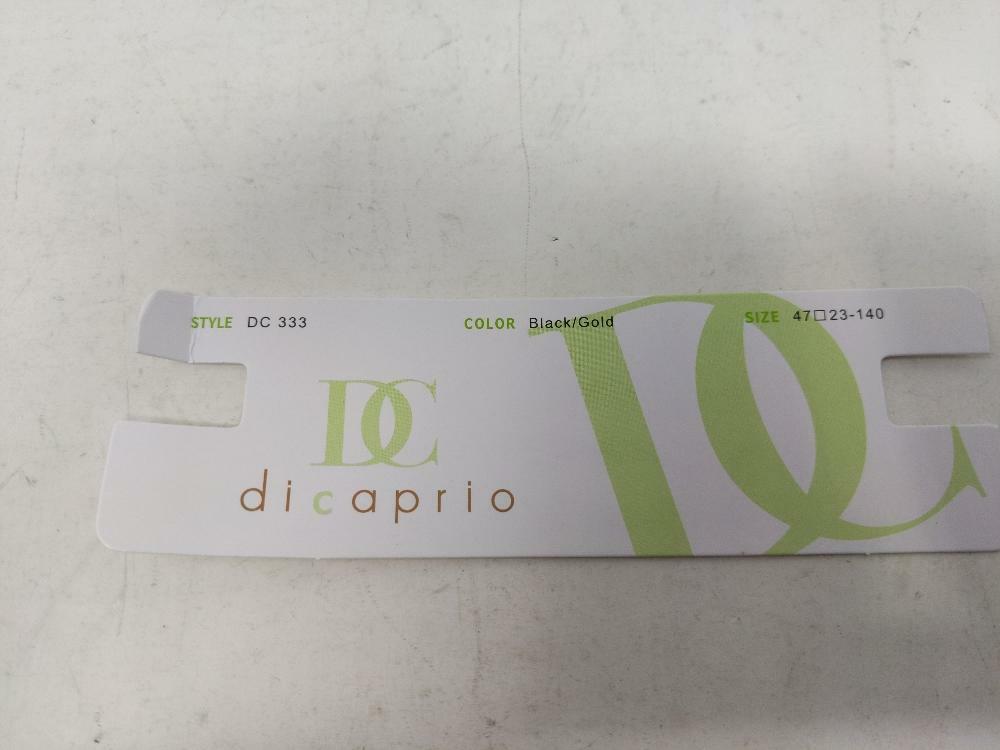 STYLE DC 333 COLOR Black/Gold SIZE 47□23-140
DC
dicaprio
DC